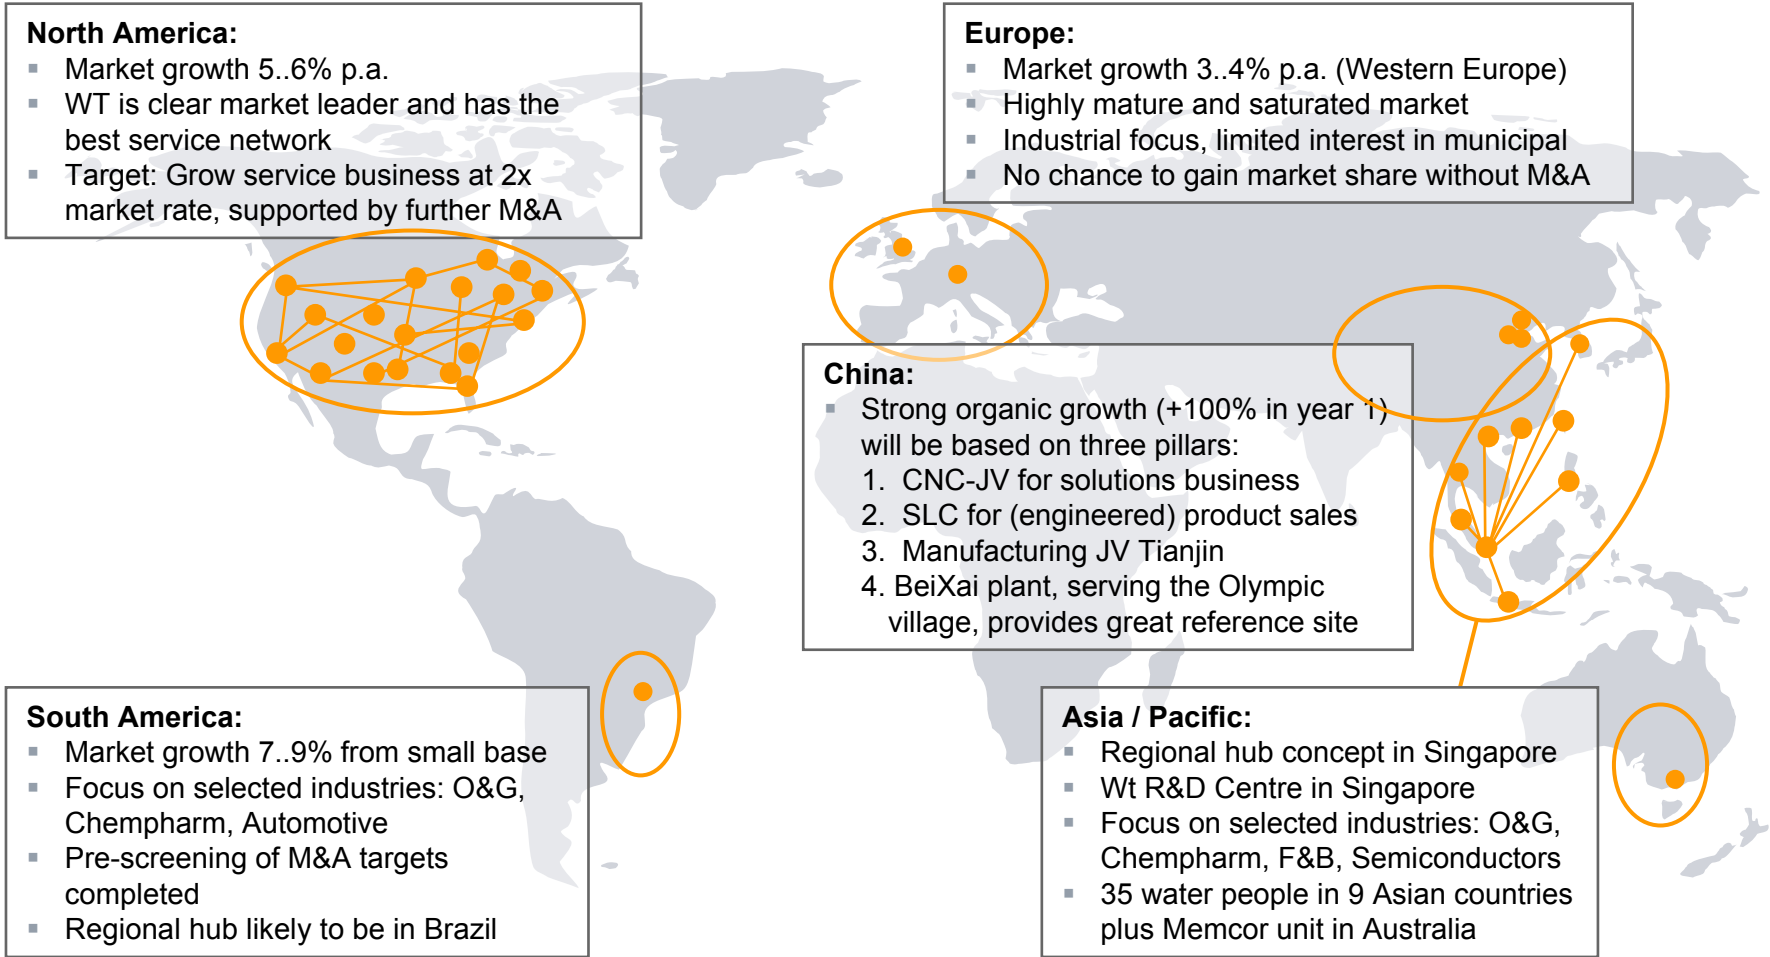 North America:
▪ Market growth 5..6% p.a.
▪ WT is clear market leader and has the
best service network
▪ Target: Grow service business at 2x
market rate, supported by further M&A
Europe:
▪ Market growth 3..4% p.a. (Western Europe)
▪ Highly mature and saturated market
▪ Industrial focus, limited interest in municipal
▪ No chance to gain market share without M&A
China:
▪ Strong organic growth (+100% in year 1)
will be based on three pillars:
1. CNC-JV for solutions business
2. SLC for (engineered) product sales
3. Manufacturing JV Tianjin
4. BeiXai plant, serving the Olympic
village, provides great reference site
South America:
▪ Market growth 7..9% from small base
▪ Focus on selected industries: O&G,
Chempharm, Automotive
▪ Pre-screening of M&A targets
completed
▪ Regional hub likely to be in Brazil
Asia / Pacific:
▪ Regional hub concept in Singapore
▪ Wt R&D Centre in Singapore
▪ Focus on selected industries: O&G,
Chempharm, F&B, Semiconductors
▪ 35 water people in 9 Asian countries
plus Memcor unit in Australia